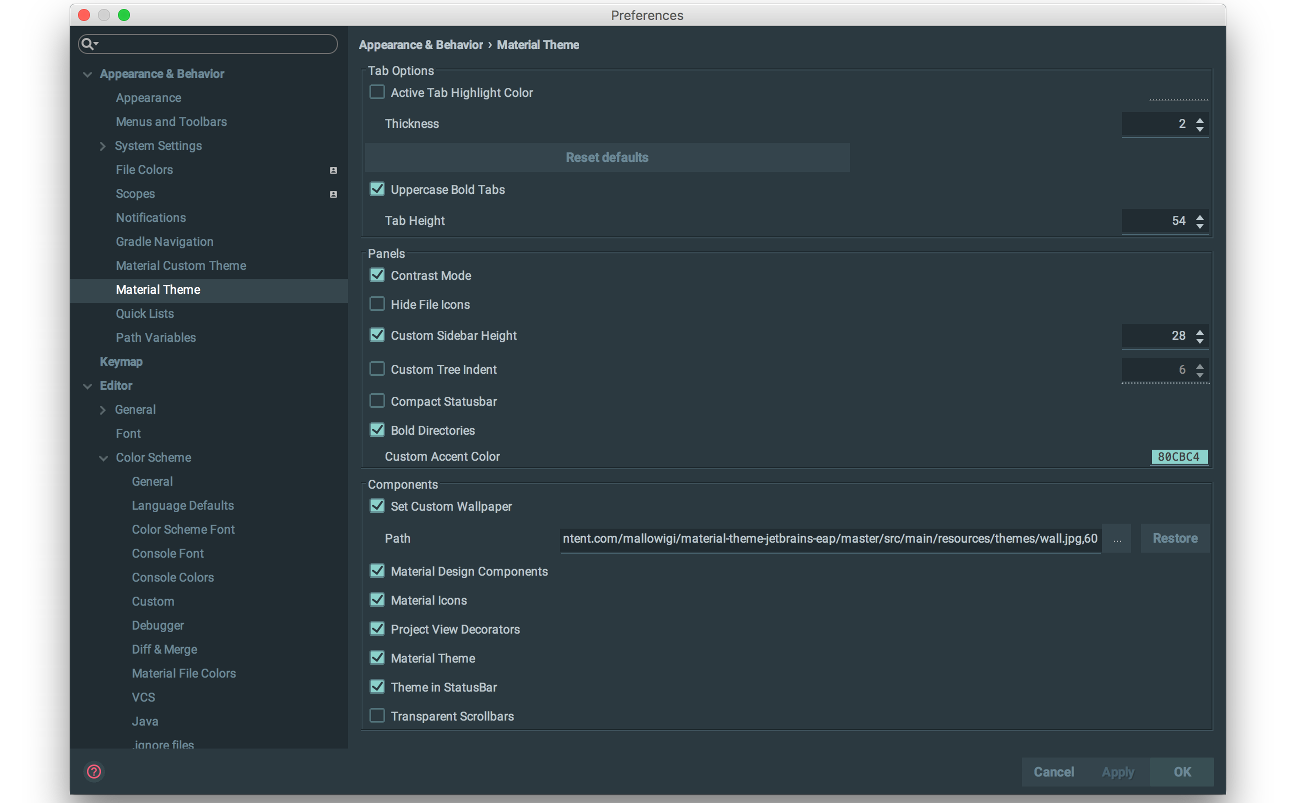 Preferences
Appearance & Behavior
Appearance
Menus and Toolbars
System Settings
File Colors
Scopes
Notifications
Gradle Navigation
Material Custom Theme
Material Theme
Quick Lists
Path Variables
Keymap
Editor
General
Font
Color Scheme
General
Language Defaults
Color Scheme Font
Console Font
Console Colors
Custom
Debugger
Diff & Merge
Material File Colors
VCS
Java
.ignore files
Appearance & Behavior › Material Theme
Tab Options
Active Tab Highlight Color
Thickness 2
Reset defaults
Uppercase Bold Tabs
Tab Height 54
Panels
Contrast Mode
Hide File Icons
Custom Sidebar Height 28
Custom Tree Indent 6
Compact Statusbar
Bold Directories
Custom Accent Color 80CBC4
Components
Set Custom Wallpaper
Path ntent.com/mallowigi/material-theme-jetbrains-eap/master/src/main/resources/themes/wall.jpg,60 ... Restore
Material Design Components
Material Icons
Project View Decorators
Material Theme
Theme in StatusBar
Transparent Scrollbars
? Cancel Apply OK